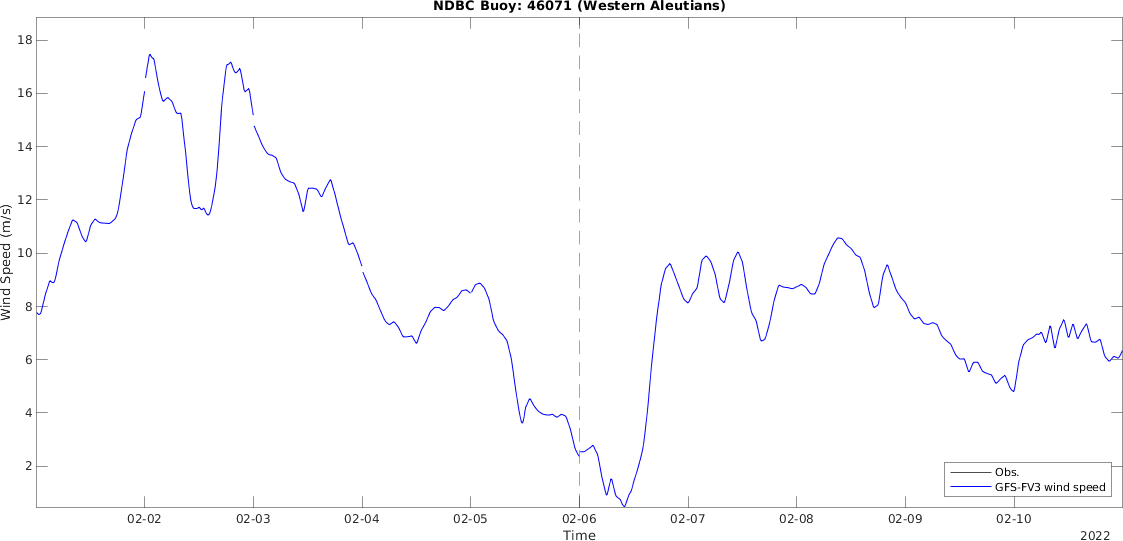 NDBC Buoy: 46071 (Western Aleutians)
18
16
14
12
10
8
6
4
2
Wind Speed (m/s)
Obs.
GFS-FV3 wind speed
02-02 02-03 02-04 02-05 02-06 02-07 02-08 02-09 02-10
Time
2022